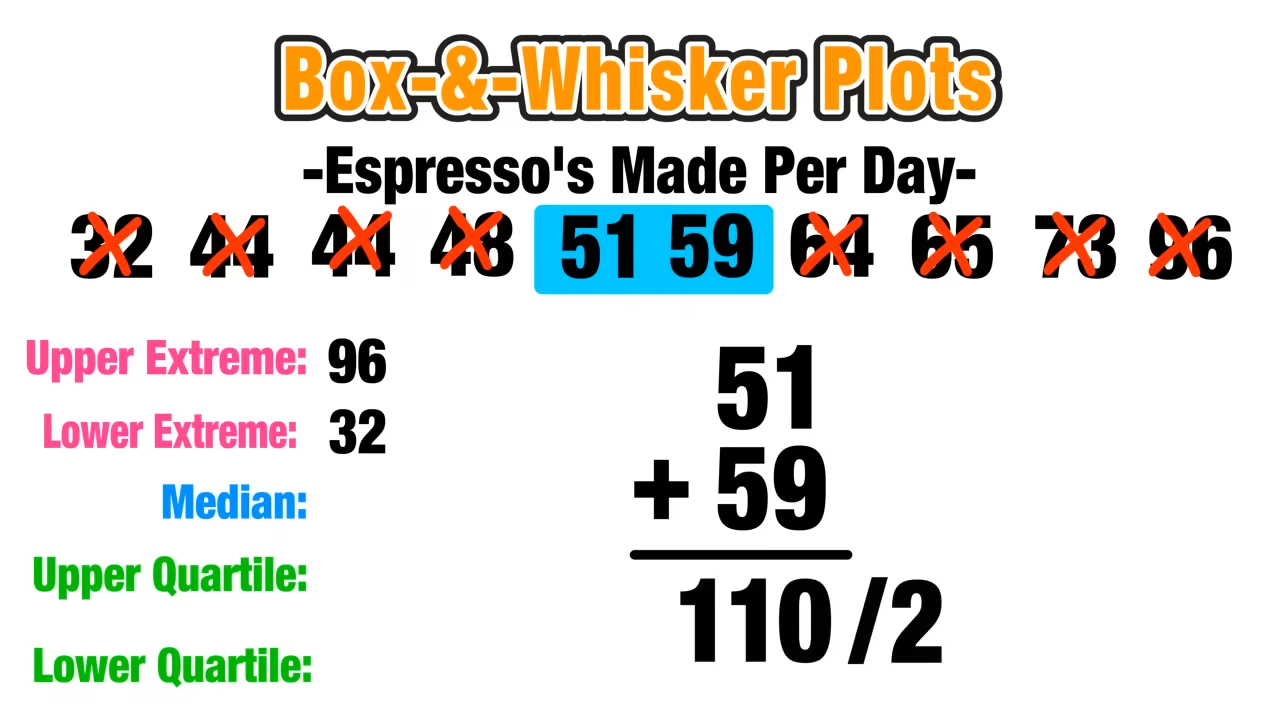 Box-&-Whisker Plots
-Espresso's Made Per Day-
32 44 44 48 51 59 64 65 73 96
Upper Extreme: 96
Lower Extreme: 32
Median:
Upper Quartile:
Lower Quartile:
51
+ 59
110 /2